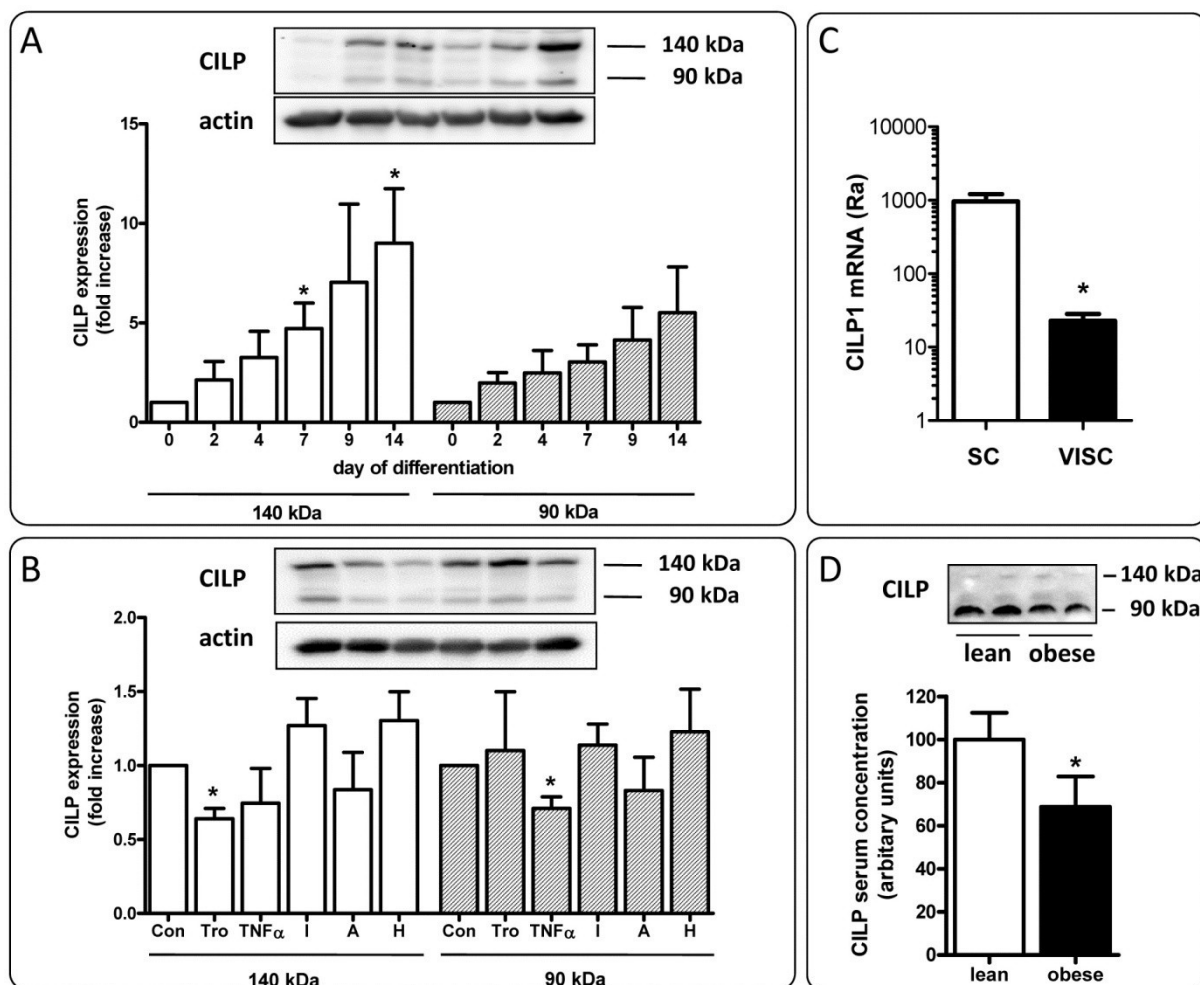 A
CILP
140 kDa
90 kDa
actin
15
10
5
0
CILP expression
(fold increase)
*
*
0 2 4 7 9 14 0 2 4 7 9 14
day of differentiation
140 kDa 90 kDa
B
CILP
140 kDa
90 kDa
actin
2.0
1.5
1.0
0.5
0.0
CILP expression
(fold increase)
*
*
Con Tro TNFα I A H Con Tro TNFα I A H
140 kDa 90 kDa
C
10000
1000
100
10
1
CILP1 mRNA (Ra)
*
SC VISC
D
CILP
140 kDa
90 kDa
lean obese
120
100
80
60
40
20
0
CILP serum concentration
(arbitary units)
*
lean obese